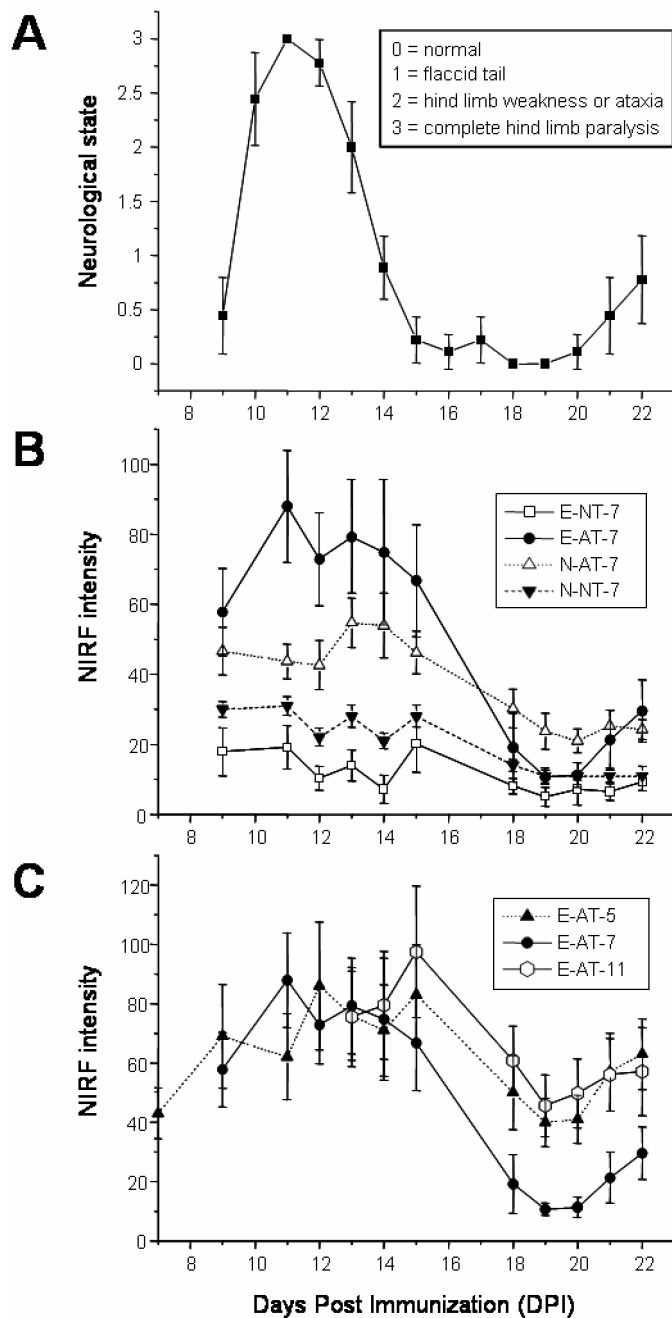 A
Neurological state
3
2.5
2
1.5
1
0.5
0
0 = normal
1 = flaccid tail
2 = hind limb weakness or ataxia
3 = complete hind limb paralysis
8 10 12 14 16 18 20 22
B
NIRF intensity
100
80
60
40
20
0
E-NT-7
E-AT-7
N-AT-7
N-NT-7
8 10 12 14 16 18 20 22
C
NIRF intensity
120
100
80
60
40
20
0
E-AT-5
E-AT-7
E-AT-11
8 10 12 14 16 18 20 22
Days Post Immunization (DPI)